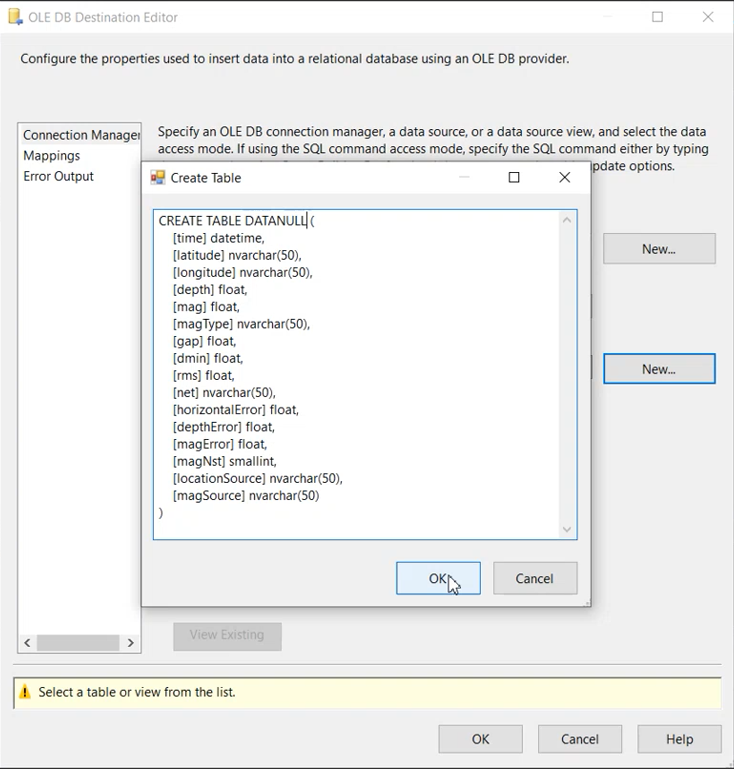 OLE DB Destination Editor
Configure the properties used to insert data into a relational database using an OLE DB provider.
Connection Manager
Mappings
Error Output
Specify an OLE DB connection manager, a data source, or a data source view, and select the data
access mode. If using the SQL command access mode, specify the SQL command either by typing
update options.
Create Table
CREATE TABLE DATANULL (
[time] datetime,
[latitude] nvarchar(50),
[longitude] nvarchar(50),
[depth] float,
[mag] float,
[magType] nvarchar(50),
[gap] float,
[dmin] float,
[rms] float,
[net] nvarchar(50),
[horizontalError] float,
[depthError] float,
[magError] float,
[magNst] smallint,
[locationSource] nvarchar(50),
[magSource] nvarchar(50)
)
OK
Cancel
New...
New...
View Existing
Select a table or view from the list.
OK
Cancel
Help